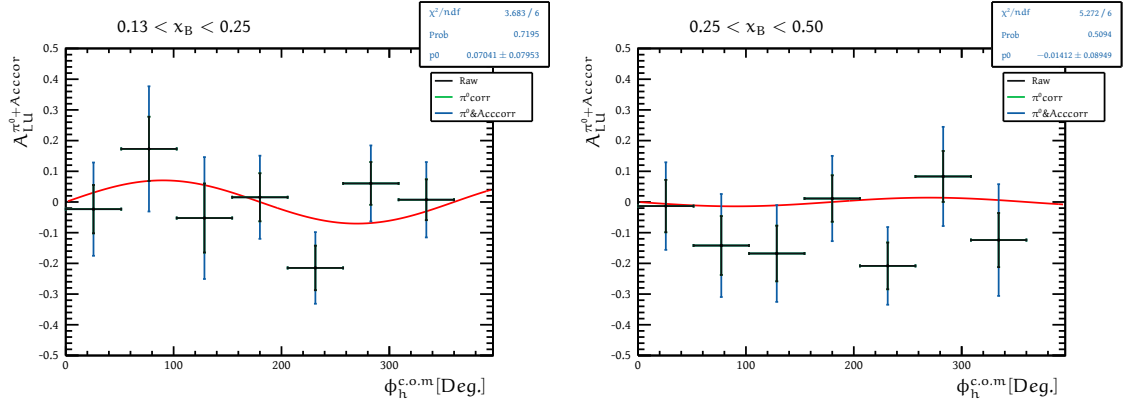 0.13 < x_B < 0.25
χ²/ndf 3.683 / 6
Prob 0.7195
p0 0.07041 ± 0.07953
Raw
π⁰corr
π⁰&Acccorr
A_LU^π⁰+Acccor
0.5
0.4
0.3
0.2
0.1
0
-0.1
-0.2
-0.3
-0.4
-0.5
0 100 200 300
ϕ_h^c.o.m[Deg.]
0.25 < x_B < 0.50
χ²/ndf 5.272 / 6
Prob 0.5094
p0 −0.01412 ± 0.08949
Raw
π⁰corr
π⁰&Acccorr
A_LU^π⁰+Acccor
0.5
0.4
0.3
0.2
0.1
0
-0.1
-0.2
-0.3
-0.4
-0.5
0 100 200 300
ϕ_h^c.o.m[Deg.]